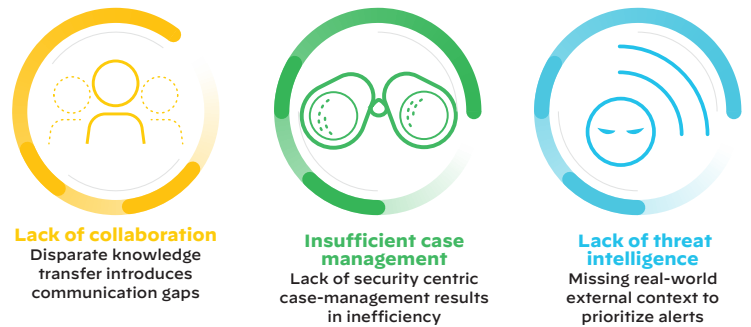 Lack of collaboration
Disparate knowledge
transfer introduces
communication gaps
Insufficient case
management
Lack of security centric
case-management results
in inefficiency
Lack of threat
intelligence
Missing real-world
external context to
prioritize alerts